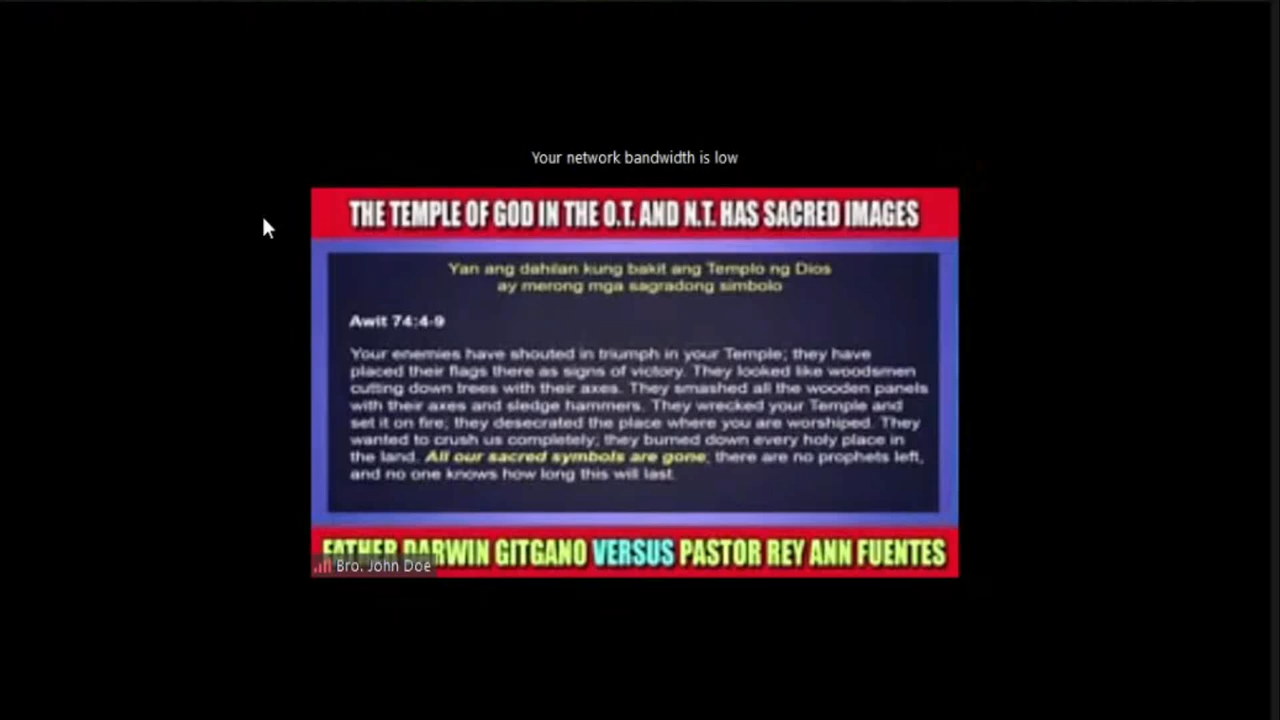 Your network bandwidth is low
THE TEMPLE OF GOD IN THE O.T. AND N.T. HAS SACRED IMAGES
Yan ang dahilan kung bakit ang Templo ng Dios
ay merong mga sagradong simbolo
Awit 74:4-9
Your enemies have shouted in triumph in your Temple; they have
placed their flags there as signs of victory. They looked like woodsmen
cutting down trees with their axes. They smashed all the wooden panels
with their axes and sledge hammers. They wrecked your Temple and
set it on fire; they desecrated the place where you are worshiped. They
wanted to crush us completely; they burned down every holy place in
the land. All our sacred symbols are gone; there are no prophets left,
and no one knows how long this will last.
FATHER DARWIN GITGANO VERSUS PASTOR REY ANN FUENTES
Bro. John Doe